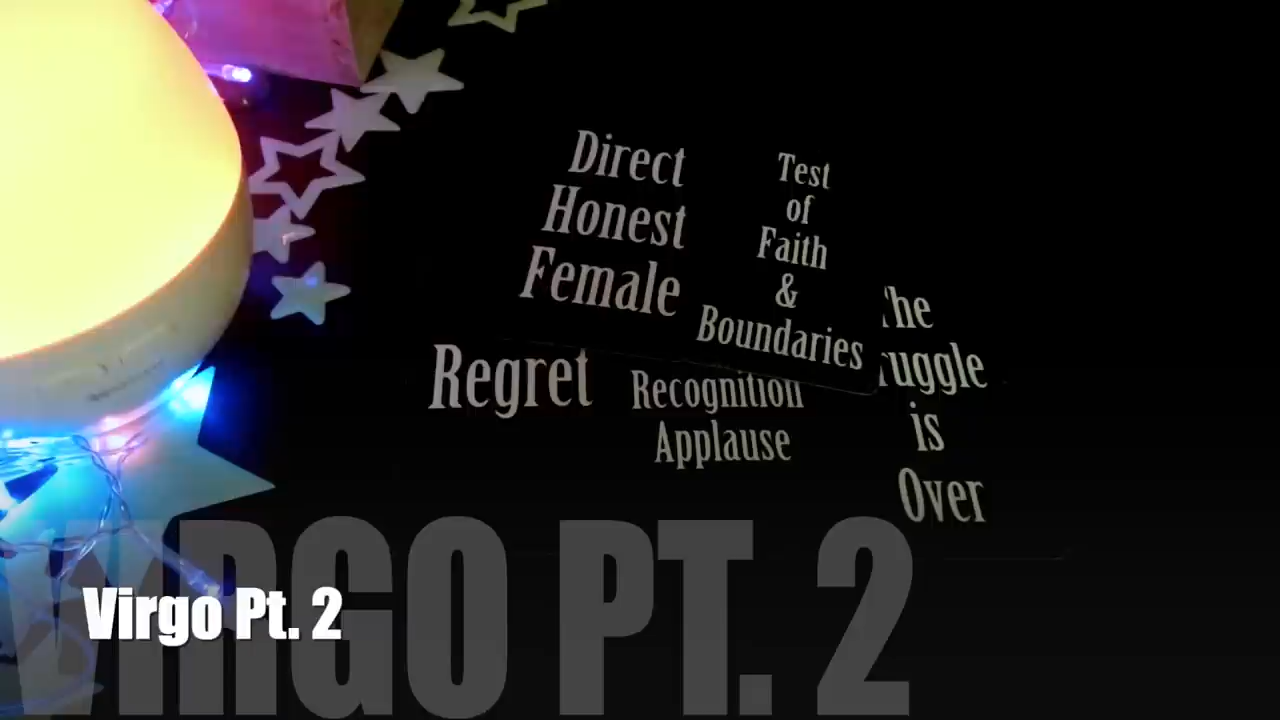 Direct
Honest
Female
Test
of
Faith
&
Boundaries
Regret
Recognition
Applause
is
Over
VIRGO PT. 2
Virgo Pt. 2